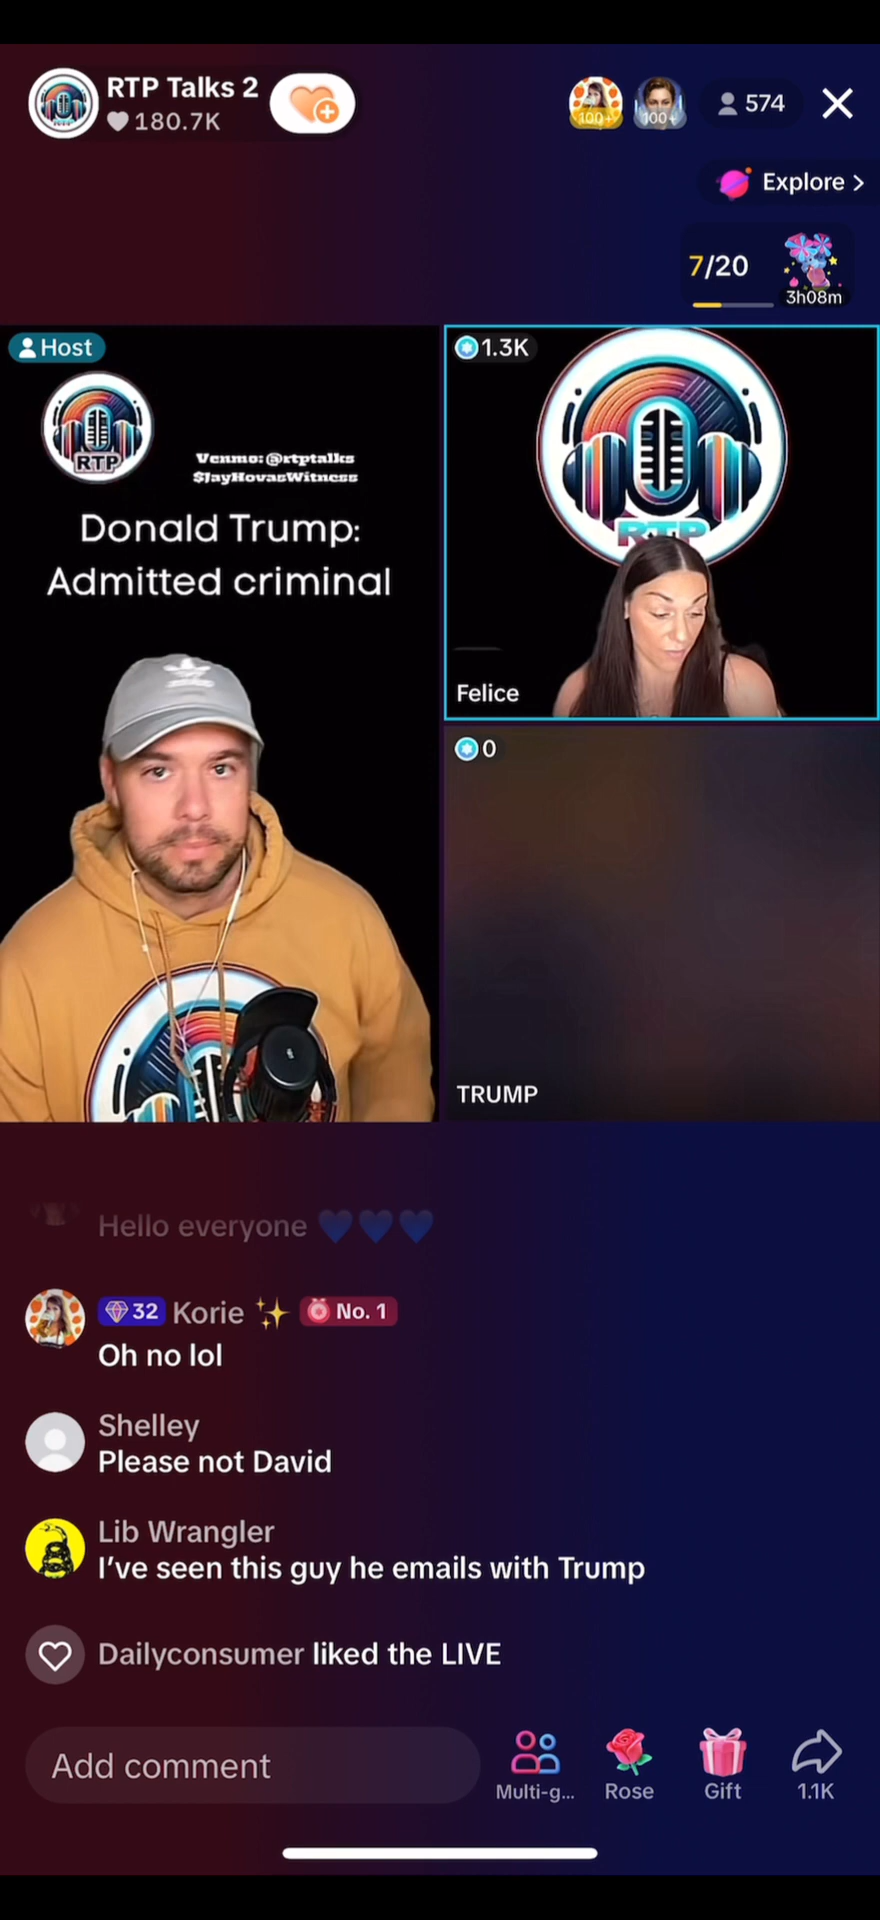 RTP Talks 2
180.7K
100+
100+
574
Explore >
7/20
3h08m
Host
RTP
Venmo: @rtptalks
$JayHovasWitness
Donald Trump:
Admitted criminal
1.3K
RTP
Felice
0
TRUMP
Hello everyone 💙💙💙
32 Korie ✨ No. 1
Oh no lol
Shelley
Please not David
Lib Wrangler
I've seen this guy he emails with Trump
Dailyconsumer liked the LIVE
Add comment
Multi-g...
Rose
Gift
1.1K